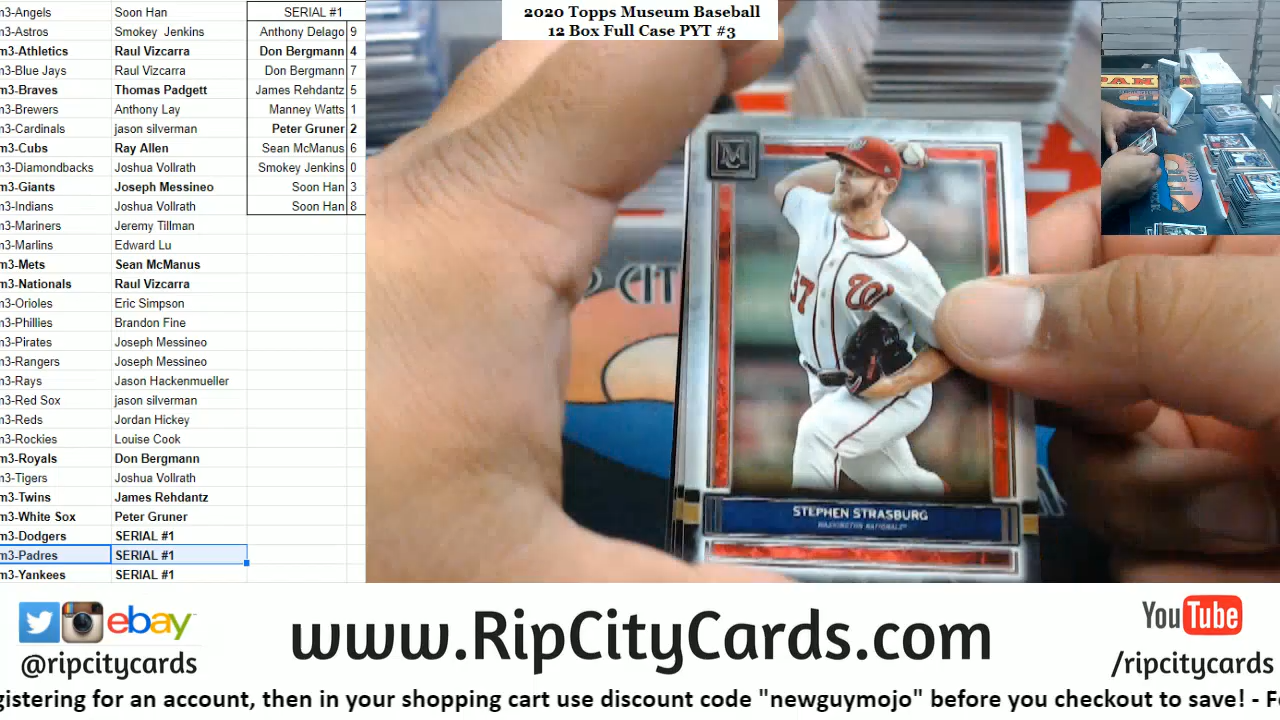 m3-Angels Soon Han
m3-Astros Smokey Jenkins
m3-Athletics Raul Vizcarra
m3-Blue Jays Raul Vizcarra
m3-Braves Thomas Padgett
m3-Brewers Anthony Lay
m3-Cardinals jason silverman
m3-Cubs Ray Allen
m3-Diamondbacks Joshua Vollrath
m3-Giants Joseph Messineo
m3-Indians Joshua Vollrath
m3-Mariners Jeremy Tillman
m3-Marlins Edward Lu
m3-Mets Sean McManus
m3-Nationals Raul Vizcarra
m3-Orioles Eric Simpson
m3-Phillies Brandon Fine
m3-Pirates Joseph Messineo
m3-Rangers Joseph Messineo
m3-Rays Jason Hackenmueller
m3-Red Sox jason silverman
m3-Reds Jordan Hickey
m3-Rockies Louise Cook
m3-Royals Don Bergmann
m3-Tigers Joshua Vollrath
m3-Twins James Rehdantz
m3-White Sox Peter Gruner
m3-Dodgers SERIAL #1
m3-Padres SERIAL #1
m3-Yankees SERIAL #1
SERIAL #1
Anthony Delago 9
Don Bergmann 4
Don Bergmann 7
James Rehdantz 5
Manney Watts 1
Peter Gruner 2
Sean McManus 6
Smokey Jenkins 0
Soon Han 3
Soon Han 8
2020 Topps Museum Baseball
12 Box Full Case PYT #3
M
37
W
STEPHEN STRASBURG
WASHINGTON NATIONALS
CIT
ebay
@ripcitycards
www.RipCityCards.com
YouTube
/ripcitycards
gistering for an account, then in your shopping cart use discount code "newguymojo" before you checkout to save! - F